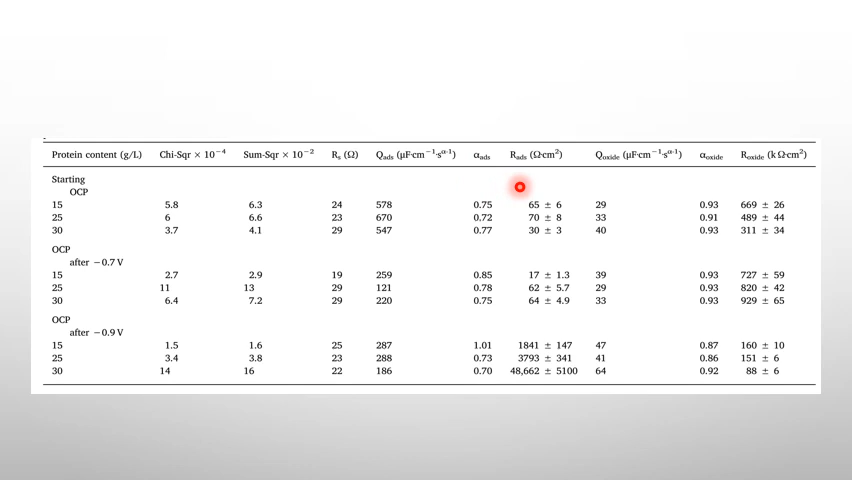 Protein content (g/L) Chi-Sqr × 10⁻⁴ Sum-Sqr × 10⁻² Rs (Ω) Qads (μF·cm⁻¹·sᵅ⁻¹) αads Rads (Ω·cm²) Qoxide (μF·cm⁻¹·sᵅ⁻¹) αoxide Roxide (k Ω·cm²)
Starting
OCP
15 5.8 6.3 24 578 0.75 65 ± 6 29 0.93 669 ± 26
25 6 6.6 23 670 0.72 70 ± 8 33 0.91 489 ± 44
30 3.7 4.1 29 547 0.77 30 ± 3 40 0.93 311 ± 34
OCP
after −0.7 V
15 2.7 2.9 19 259 0.85 17 ± 1.3 39 0.93 727 ± 59
25 11 13 29 121 0.78 62 ± 5.7 29 0.93 820 ± 42
30 6.4 7.2 29 220 0.75 64 ± 4.9 33 0.93 929 ± 65
OCP
after −0.9 V
15 1.5 1.6 25 287 1.01 1841 ± 147 47 0.87 160 ± 10
25 3.4 3.8 23 288 0.73 3793 ± 341 41 0.86 151 ± 6
30 14 16 22 186 0.70 48,662 ± 5100 64 0.92 88 ± 6